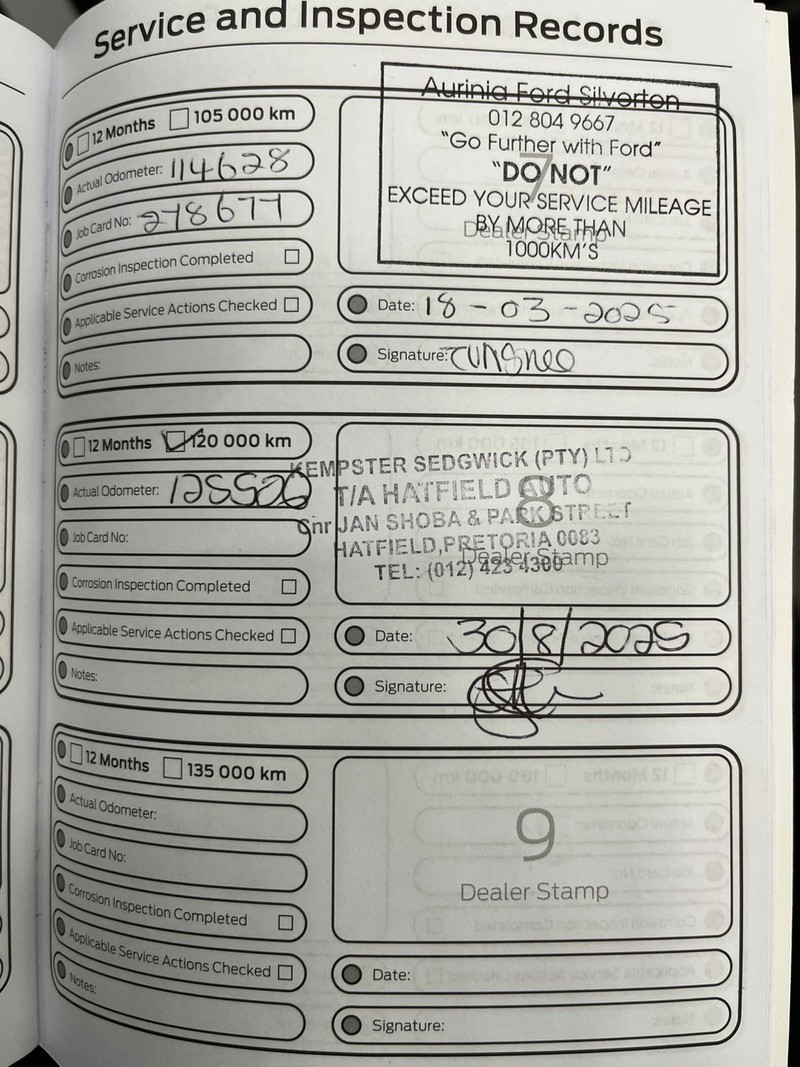 Service and Inspection Records
12 Months 105 000 km
Actual Odometer: 114628
Job Card No: 278677
Corrosion Inspection Completed
Applicable Service Actions Checked
Notes:
7
Dealer Stamp
Aurinia Ford Silverton
012 804 9667
"Go Further with Ford"
"DO NOT"
EXCEED YOUR SERVICE MILEAGE
BY MORE THAN
1000KM'S
Date: 18-03-2025
Signature:
12 Months 120 000 km
Actual Odometer: 125526
Job Card No:
Corrosion Inspection Completed
Applicable Service Actions Checked
Notes:
8
Dealer Stamp
KEMPSTER SEDGWICK (PTY) LTD
T/A HATFIELD AUTO
Cnr JAN SHOBA & PARK STREET
HATFIELD, PRETORIA 0083
TEL: (012) 423 4300
Date: 30/8/2025
Signature:
12 Months 135 000 km
Actual Odometer:
Job Card No:
Corrosion Inspection Completed
Applicable Service Actions Checked
Notes:
9
Dealer Stamp
Date:
Signature: